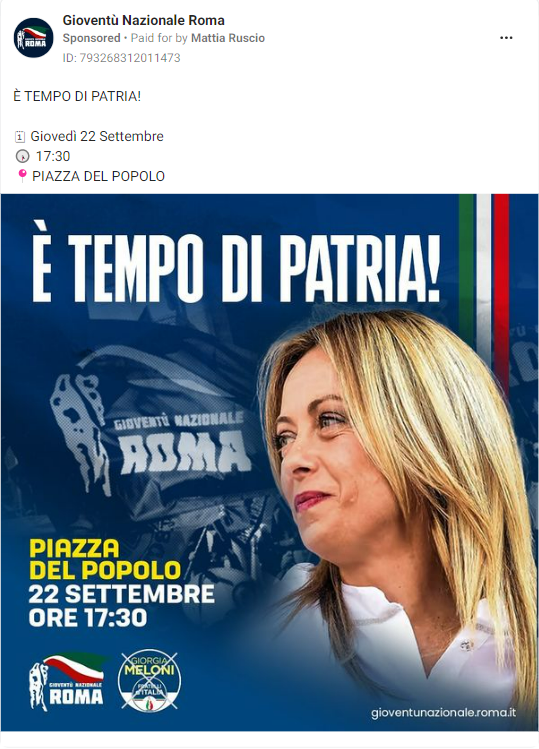 Gioventù Nazionale Roma
Sponsored • Paid for by Mattia Ruscio
ID: 793268312011473
È TEMPO DI PATRIA!
Giovedì 22 Settembre
17:30
PIAZZA DEL POPOLO
È TEMPO DI PATRIA!
GIOVENTÙ NAZIONALE
ROMA
PIAZZA
DEL POPOLO
22 SETTEMBRE
ORE 17:30
GIOVENTÙ NAZIONALE
ROMA
GIORGIA
MELONI
FRATELLI
D'ITALIA
gioventunazionale.roma.it